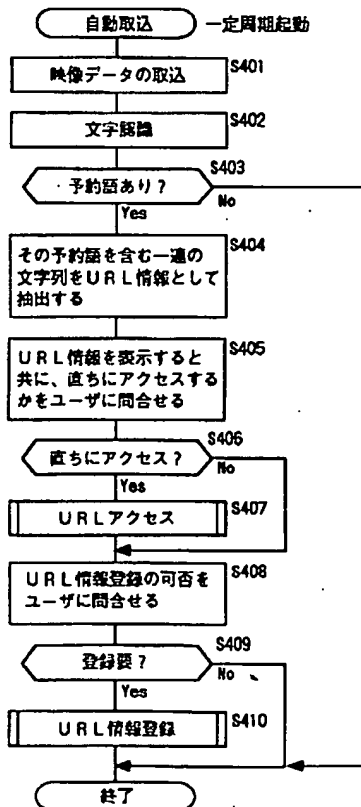 自動取込 一定周期起動
映像データの取込 S401
文字認識 S402
予約語あり? S403
No
Yes
その予約語を含む一連の S404
文字列をURL情報として
抽出する
URL情報を表示すると S405
共に、直ちにアクセスする
かをユーザに問合せる
直ちにアクセス? S406
No
Yes
URLアクセス S407
URL情報登録の可否を S408
ユーザに問合せる
登録要? S409
No
Yes
URL情報登録 S410
終了